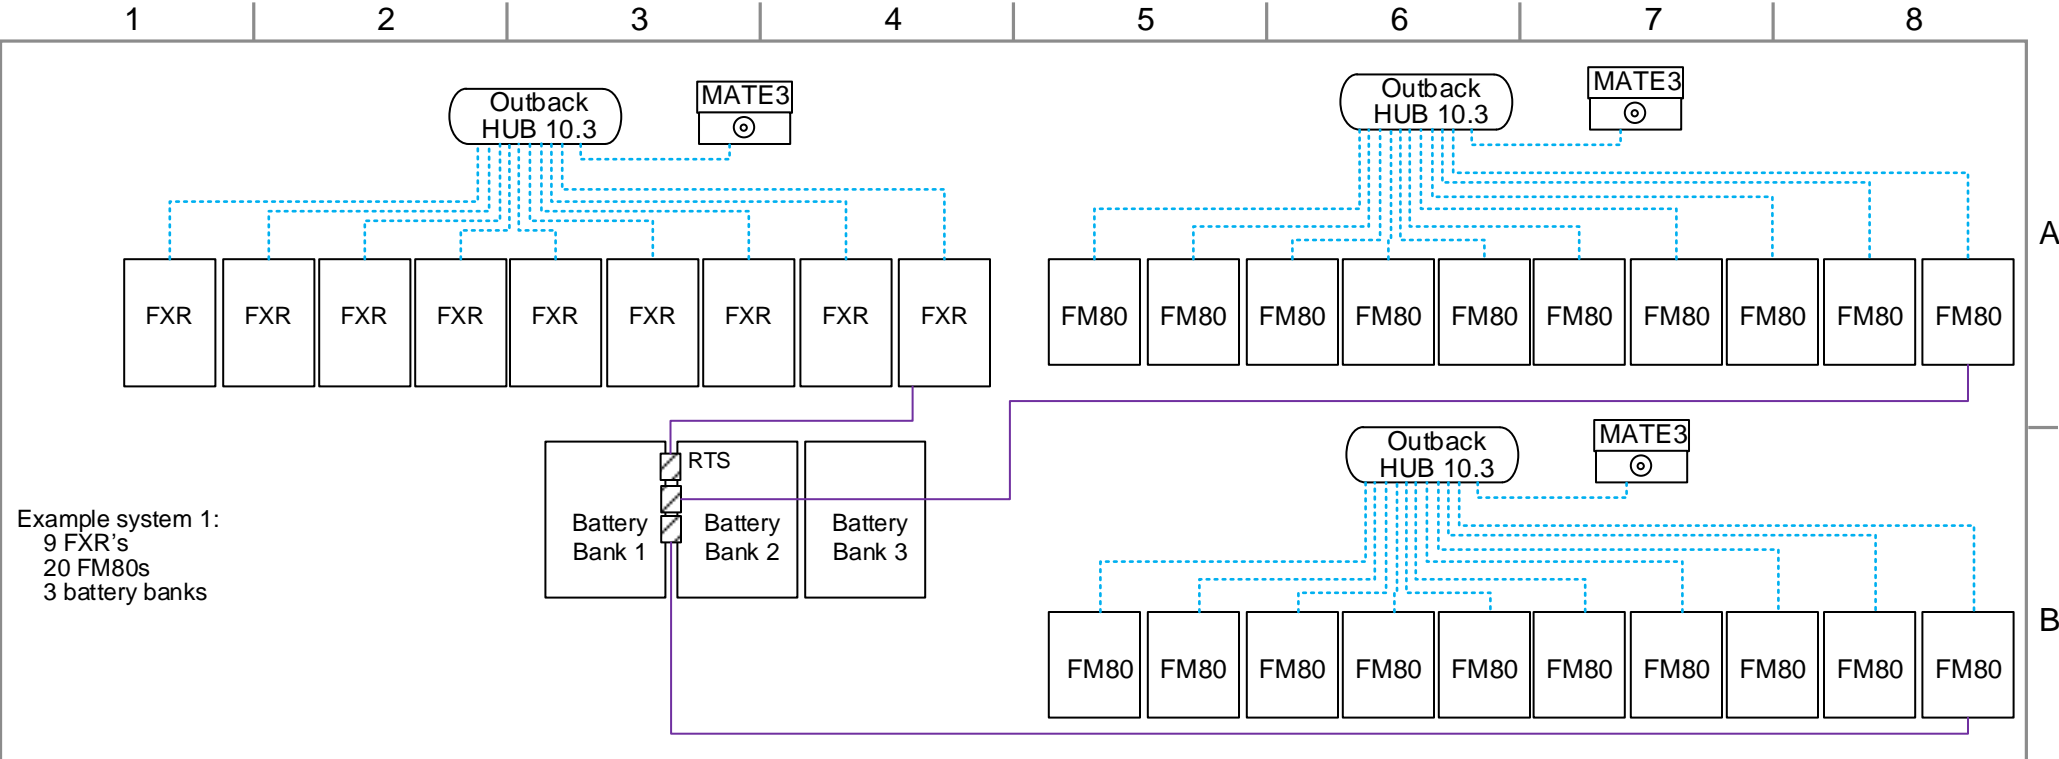 1 2 3 4 5 6 7 8
Outback
HUB 10.3
MATE3
Outback
HUB 10.3
MATE3
A
FXR FXR FXR FXR FXR FXR FXR FXR FXR
FM80 FM80 FM80 FM80 FM80 FM80 FM80 FM80 FM80 FM80
RTS
Battery
Bank 1
Battery
Bank 2
Battery
Bank 3
Outback
HUB 10.3
MATE3
Example system 1:
9 FXR's
20 FM80s
3 battery banks
B
FM80 FM80 FM80 FM80 FM80 FM80 FM80 FM80 FM80 FM80